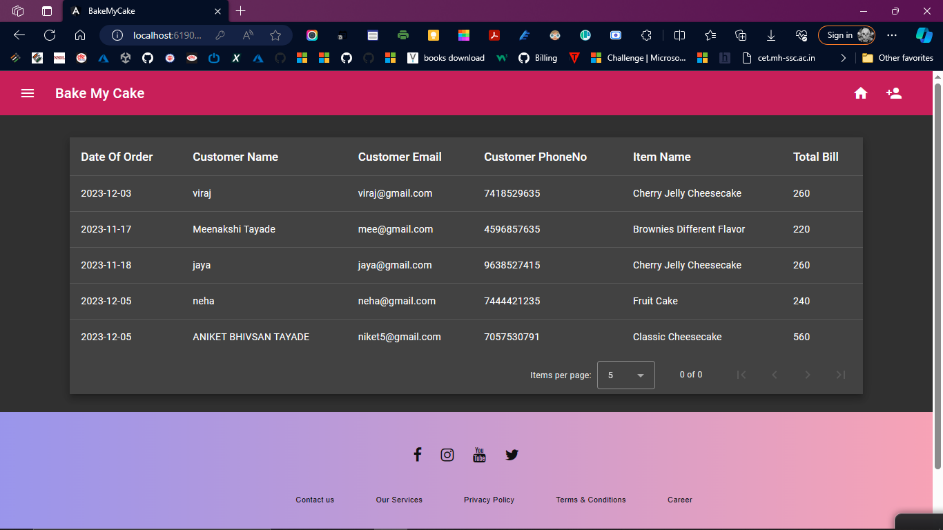 BakeMyCake
localhost:6190...
Sign in
books download
Billing
Challenge | Microso...
cet.mh-ssc.ac.in
Other favorites
Bake My Cake
Date Of Order Customer Name Customer Email Customer PhoneNo Item Name Total Bill
2023-12-03 viraj viraj@gmail.com 7418529635 Cherry Jelly Cheesecake 260
2023-11-17 Meenakshi Tayade mee@gmail.com 4596857635 Brownies Different Flavor 220
2023-11-18 jaya jaya@gmail.com 9638527415 Cherry Jelly Cheesecake 260
2023-12-05 neha neha@gmail.com 7444421235 Fruit Cake 240
2023-12-05 ANIKET BHIVSAN TAYADE niket5@gmail.com 7057530791 Classic Cheesecake 560
Items per page: 5 0 of 0
You Tube
Contact us Our Services Privacy Policy Terms & Conditions Career